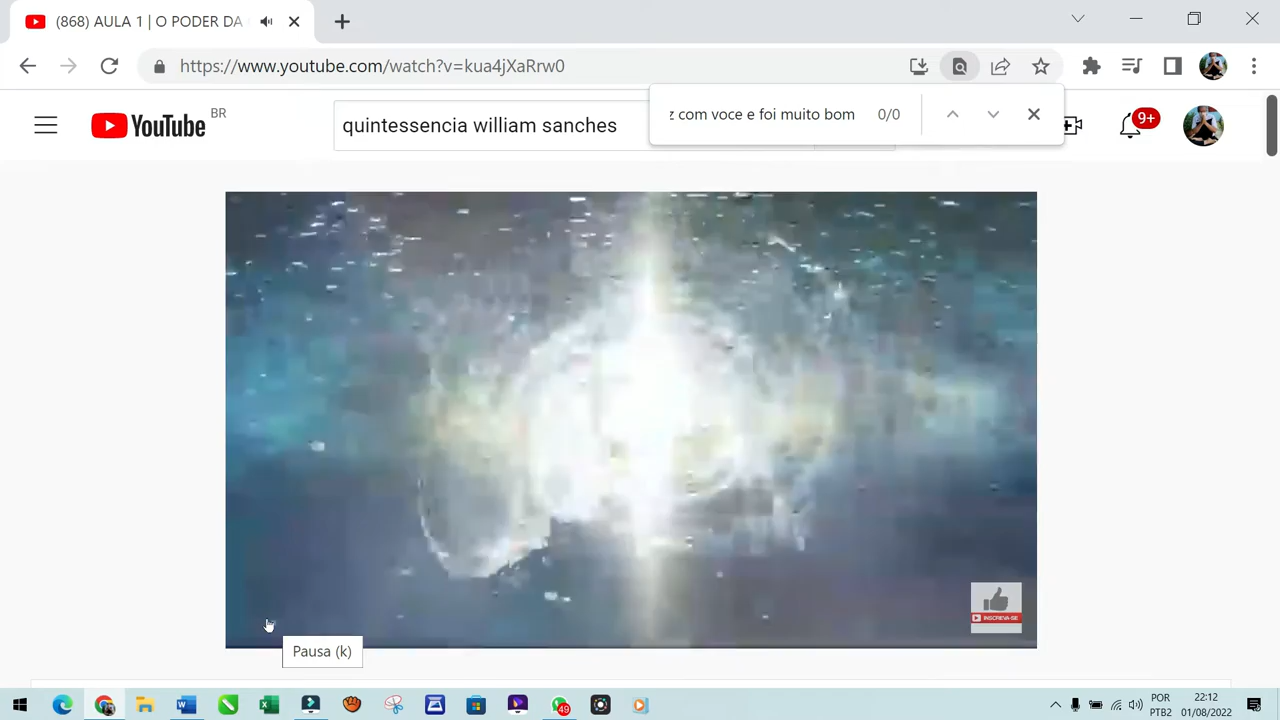 (868) AULA 1 | O PODER DA
https://www.youtube.com/watch?v=kua4jXaRrw0
YouTube BR
quintessencia william sanches
z com voce e foi muito bom 0/0
9+
INSCREVA-SE
Pausa (k)
49
POR
PTB2
22:12
01/08/2022